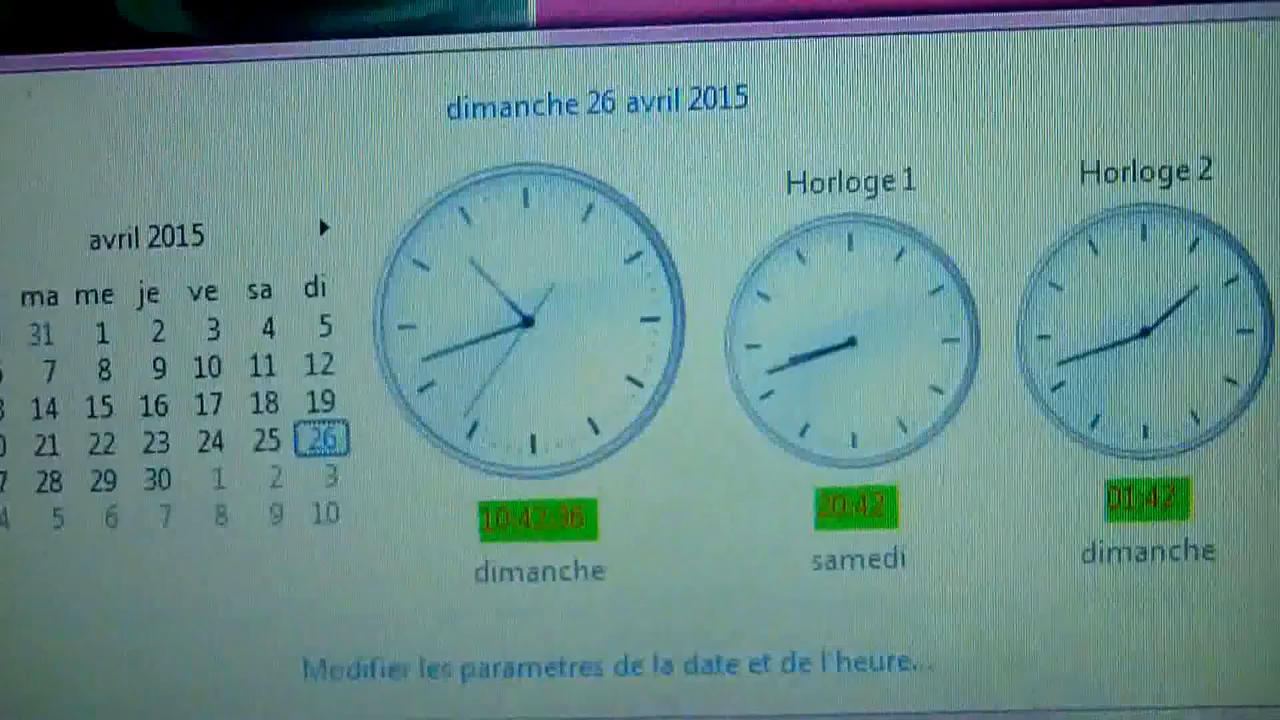 dimanche 26 avril 2015
avril 2015
ma me je ve sa di
31 1 2 3 4 5
7 8 9 10 11 12
14 15 16 17 18 19
21 22 23 24 25 26
28 29 30 1 2 3
4 5 6 7 8 9 10
10:42:36
dimanche
Horloge 1
20:42
samedi
Horloge 2
01:42
dimanche
Modifier les paramètres de la date et de l'heure...